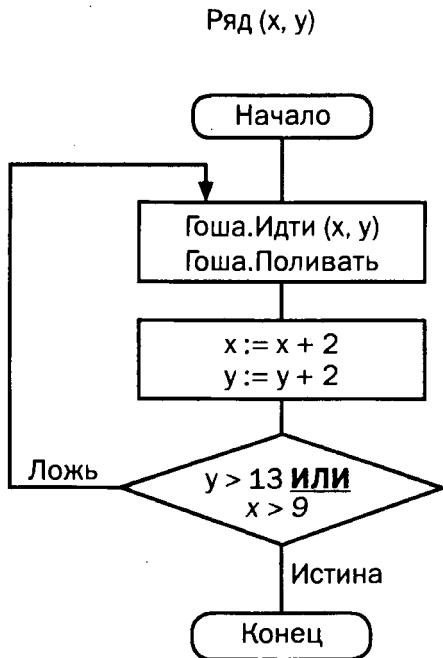 Ряд (x, y)
Начало
Гоша.Идти (x, y)
Гоша.Поливать
x := x + 2
y := y + 2
Ложь
y > 13 ИЛИ
x > 9
Истина
Конец